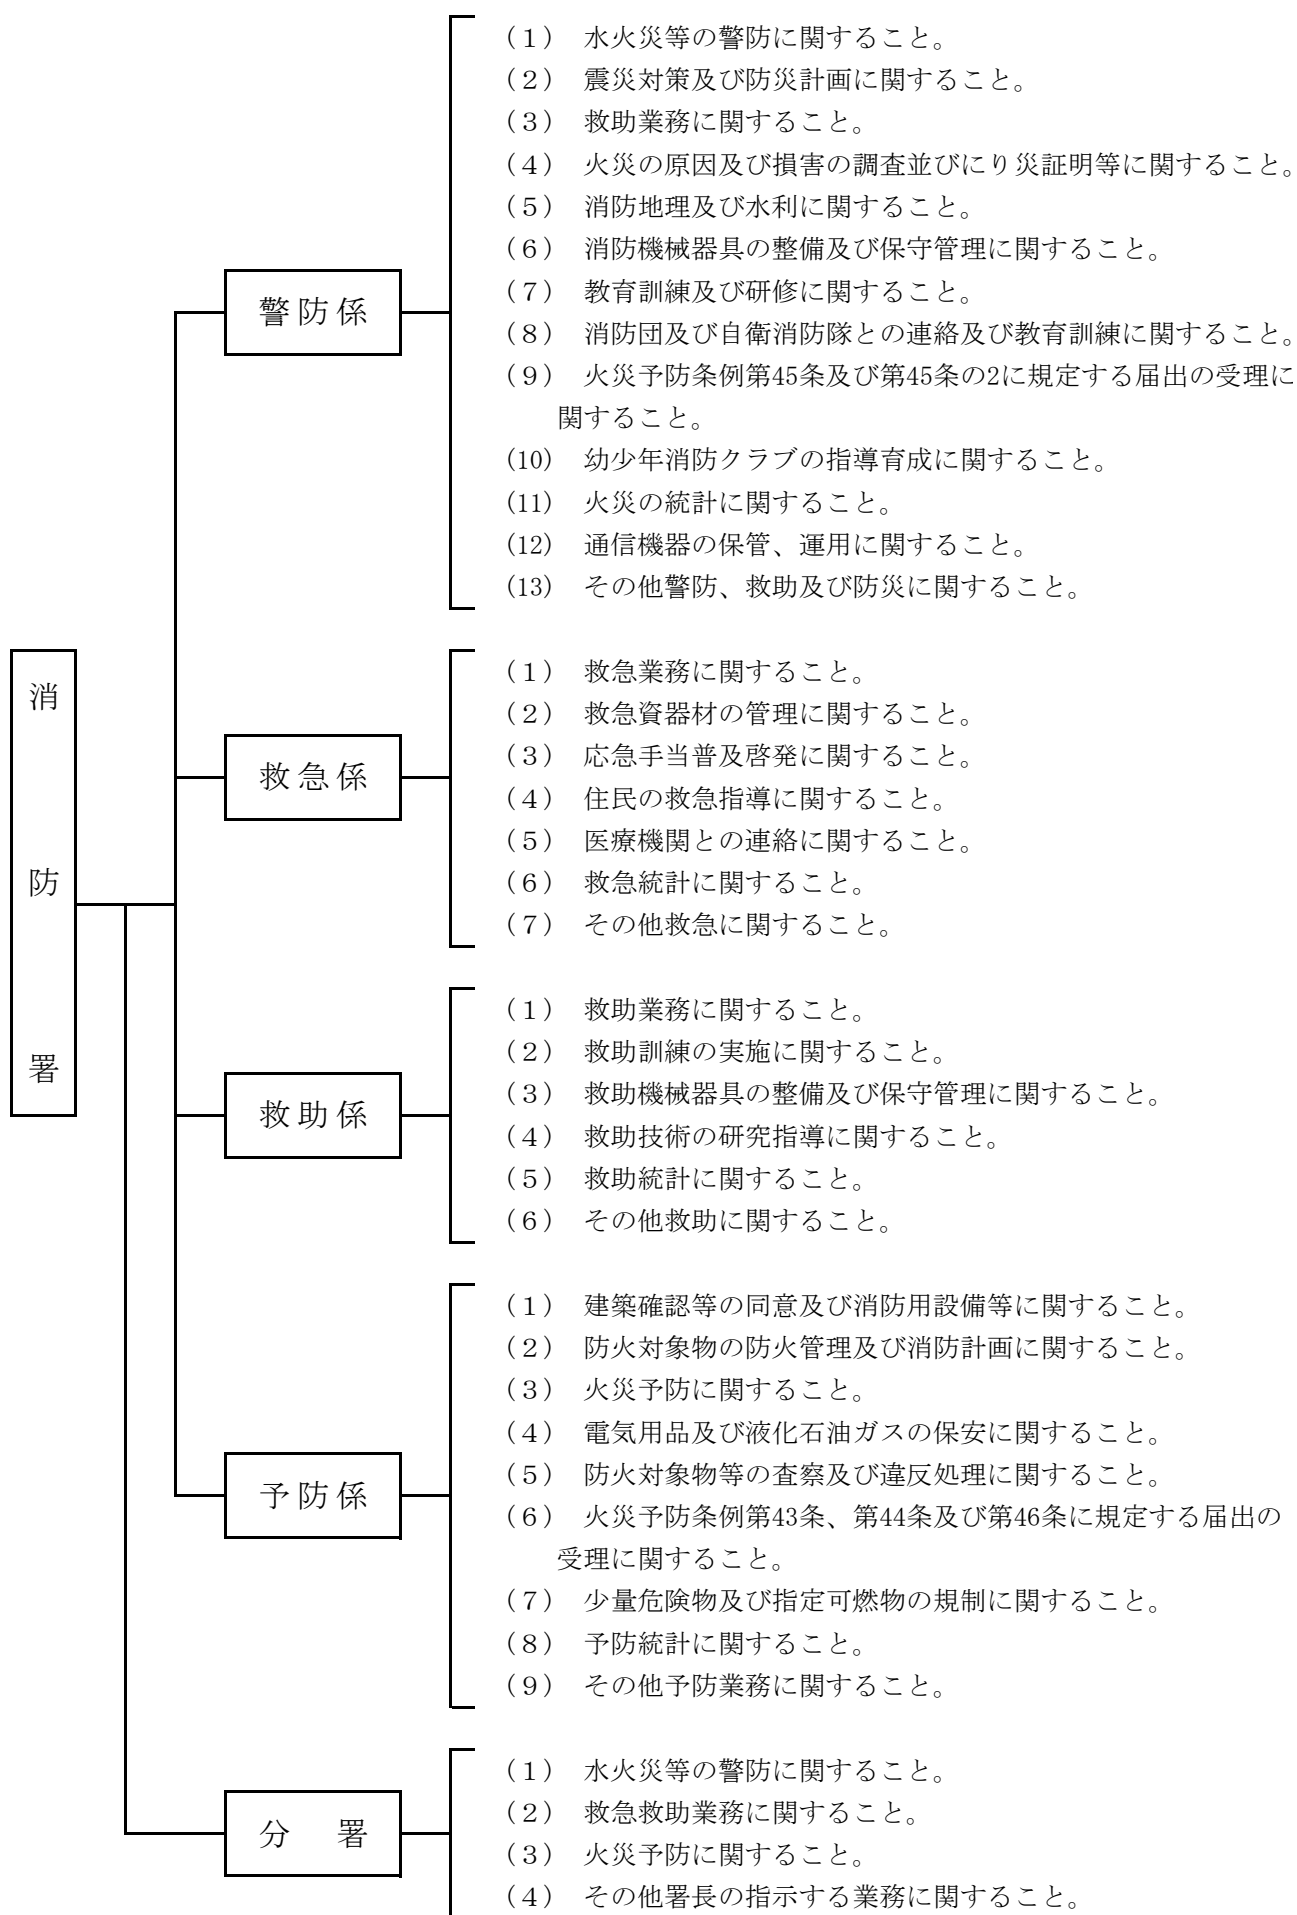 消防署
警防係
（１） 水火災等の警防に関すること。
（２） 震災対策及び防災計画に関すること。
（３） 救助業務に関すること。
（４） 火災の原因及び損害の調査並びにり災証明等に関すること。
（５） 消防地理及び水利に関すること。
（６） 消防機械器具の整備及び保守管理に関すること。
（７） 教育訓練及び研修に関すること。
（８） 消防団及び自衛消防隊との連絡及び教育訓練に関すること。
（９） 火災予防条例第45条及び第45条の2に規定する届出の受理に
関すること。
(10) 幼少年消防クラブの指導育成に関すること。
(11) 火災の統計に関すること。
(12) 通信機器の保管、運用に関すること。
(13) その他警防、救助及び防災に関すること。
救急係
（１） 救急業務に関すること。
（２） 救急資器材の管理に関すること。
（３） 応急手当普及啓発に関すること。
（４） 住民の救急指導に関すること。
（５） 医療機関との連絡に関すること。
（６） 救急統計に関すること。
（７） その他救急に関すること。
救助係
（１） 救助業務に関すること。
（２） 救助訓練の実施に関すること。
（３） 救助機械器具の整備及び保守管理に関すること。
（４） 救助技術の研究指導に関すること。
（５） 救助統計に関すること。
（６） その他救助に関すること。
予防係
（１） 建築確認等の同意及び消防用設備等に関すること。
（２） 防火対象物の防火管理及び消防計画に関すること。
（３） 火災予防に関すること。
（４） 電気用品及び液化石油ガスの保安に関すること。
（５） 防火対象物等の査察及び違反処理に関すること。
（６） 火災予防条例第43条、第44条及び第46条に規定する届出の
受理に関すること。
（７） 少量危険物及び指定可燃物の規制に関すること。
（８） 予防統計に関すること。
（９） その他予防業務に関すること。
分　署
（１） 水火災等の警防に関すること。
（２） 救急救助業務に関すること。
（３） 火災予防に関すること。
（４） その他署長の指示する業務に関すること。